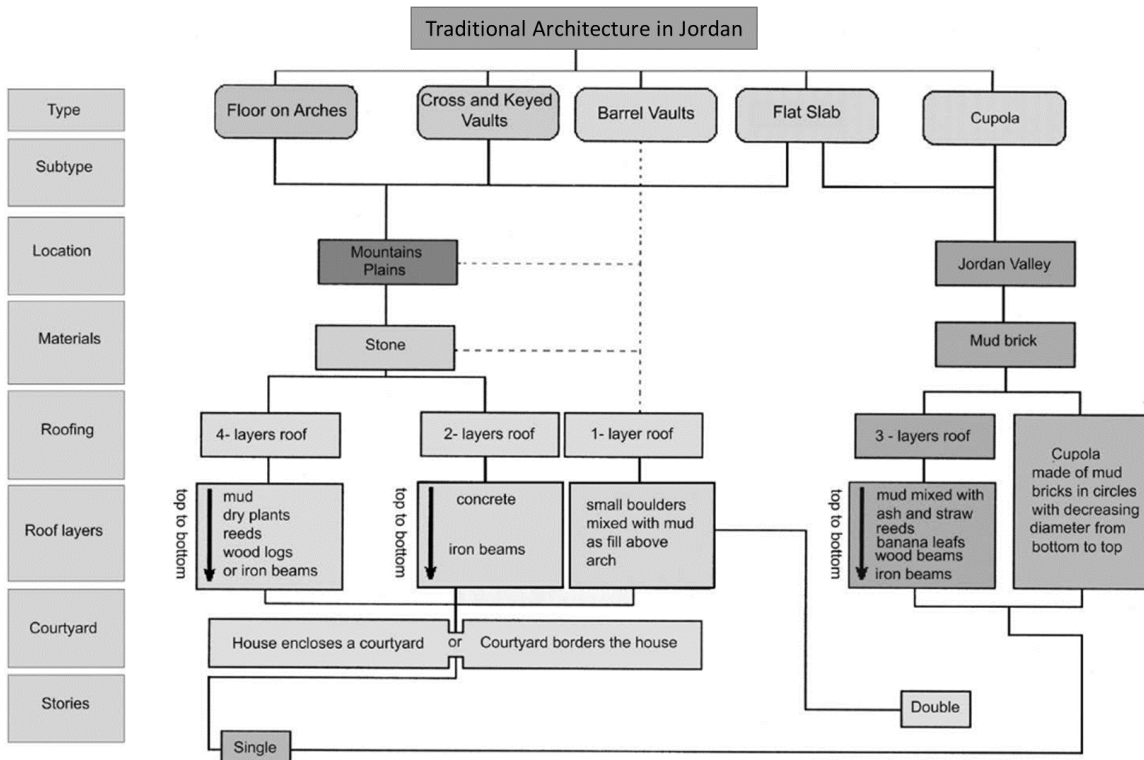 Traditional Architecture in Jordan
Type
Floor on Arches
Cross and Keyed
Vaults
Barrel Vaults
Flat Slab
Cupola
Subtype
Location
Mountains
Plains
Jordan Valley
Materials
Stone
Mud brick
Roofing
4- layers roof
2- layers roof
1- layer roof
3 - layers roof
Cupola
made of mud
bricks in circles
with decreasing
diameter from
bottom to top
Roof layers
top to bottom
mud
dry plants
reeds
wood logs
or iron beams
top to bottom
concrete
iron beams
small boulders
mixed with mud
as fill above
arch
top to bottom
mud mixed with
ash and straw
reeds
banana leafs
wood beams
iron beams
Courtyard
House encloses a courtyard
or
Courtyard borders the house
Stories
Double
Single